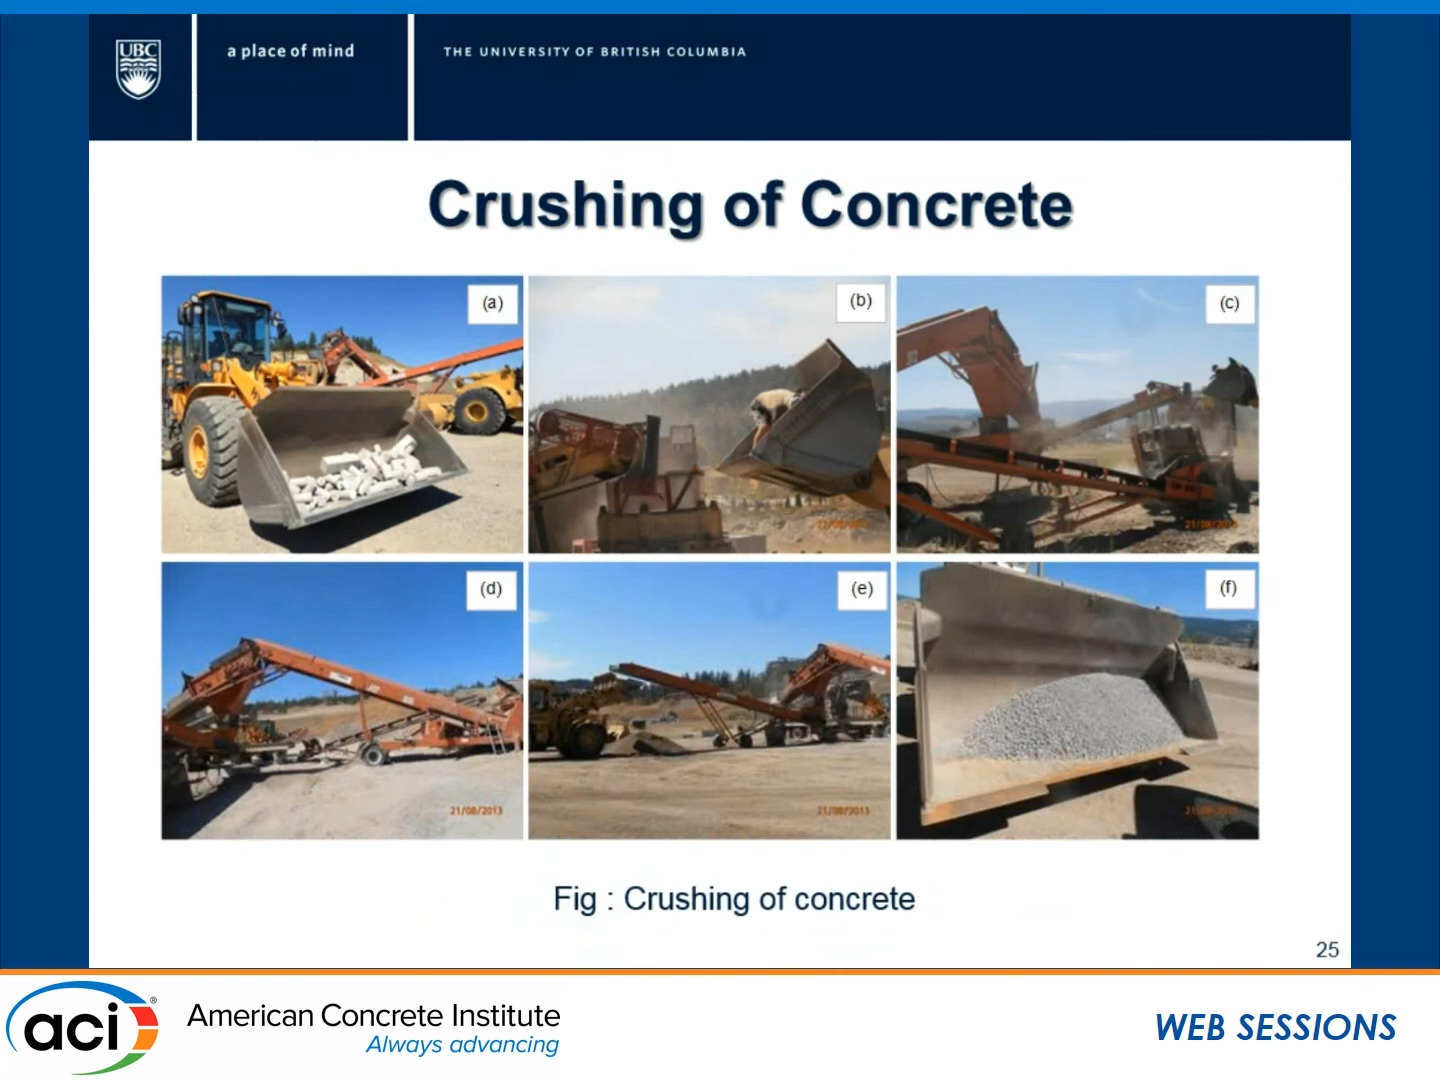 UBC
a place of mind
THE UNIVERSITY OF BRITISH COLUMBIA
Crushing of Concrete
(a)
(b)
(c)
(d)
(e)
(f)
21/08/2013
21/08/2013
Fig : Crushing of concrete
25
aci®
American Concrete Institute
Always advancing
WEB SESSIONS